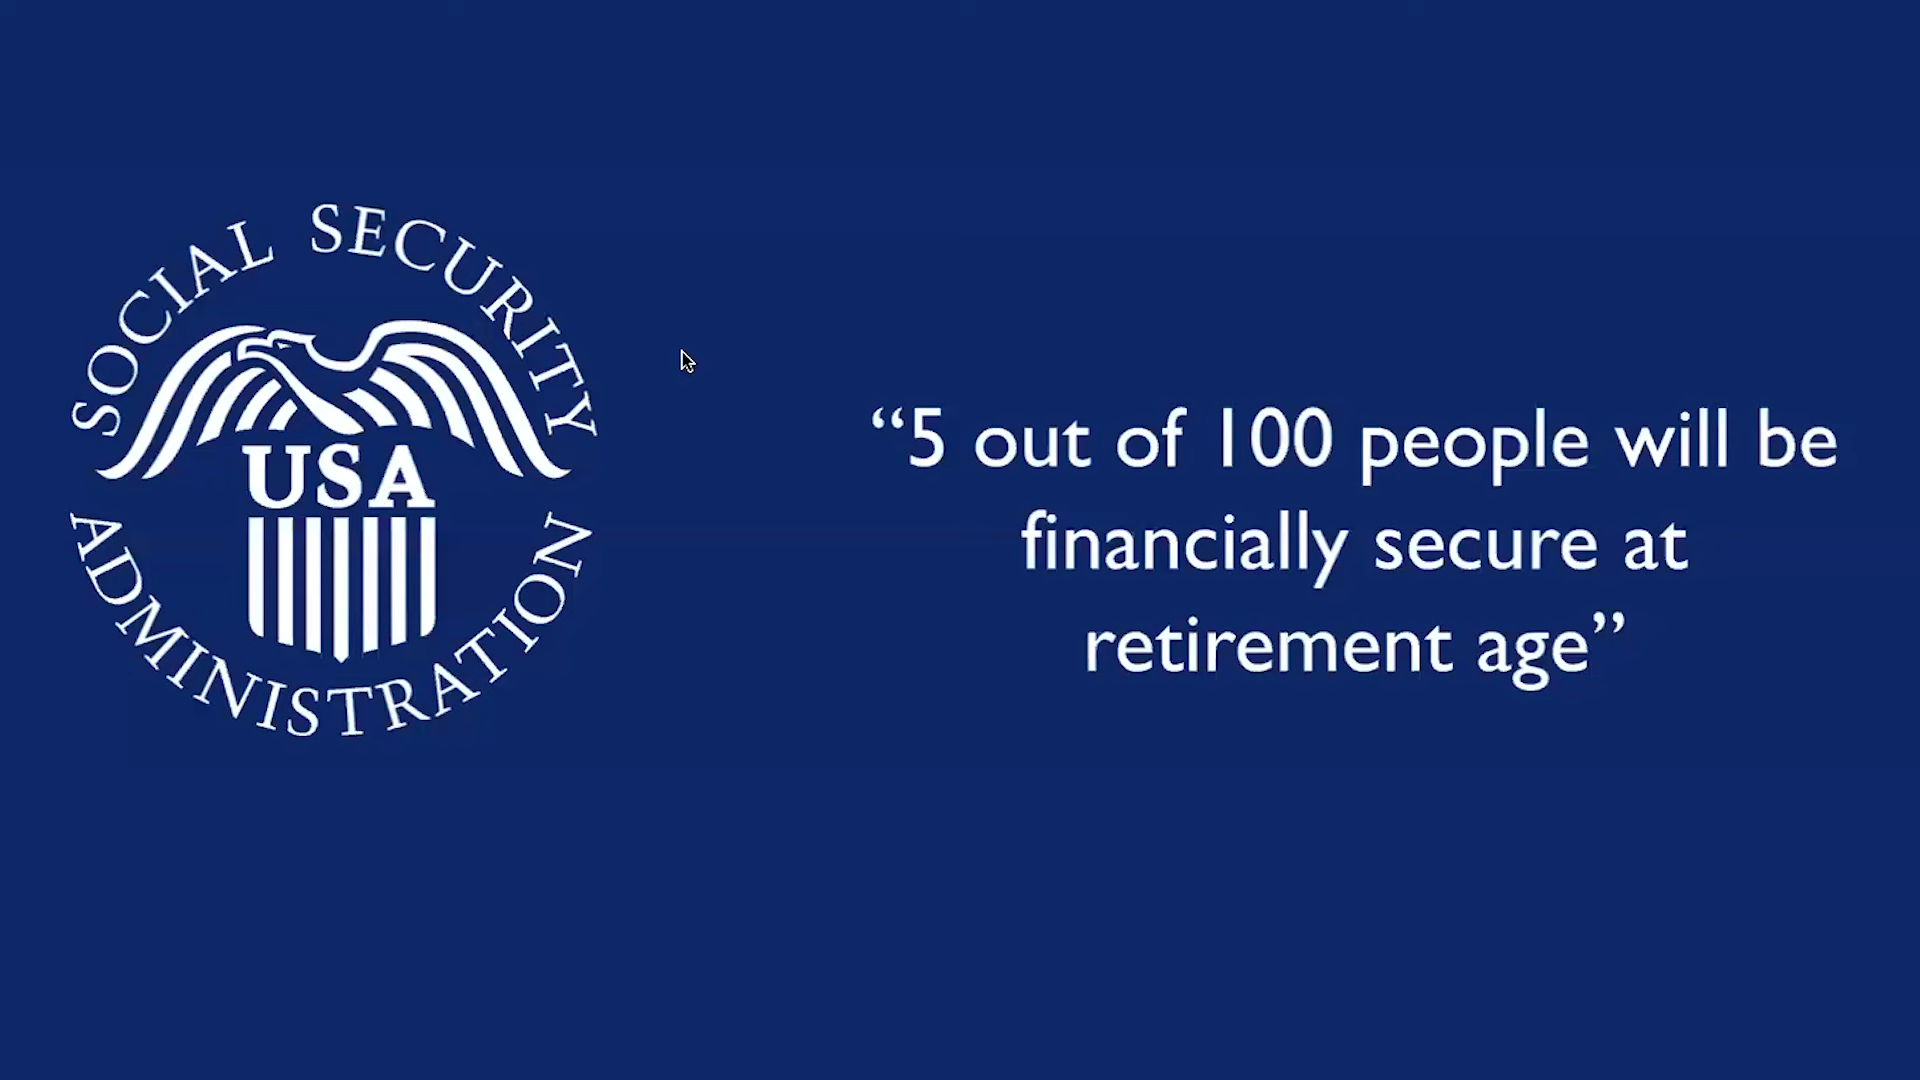 SOCIAL SECURITY
USA
ADMINISTRATION
“5 out of 100 people will be
financially secure at
retirement age”